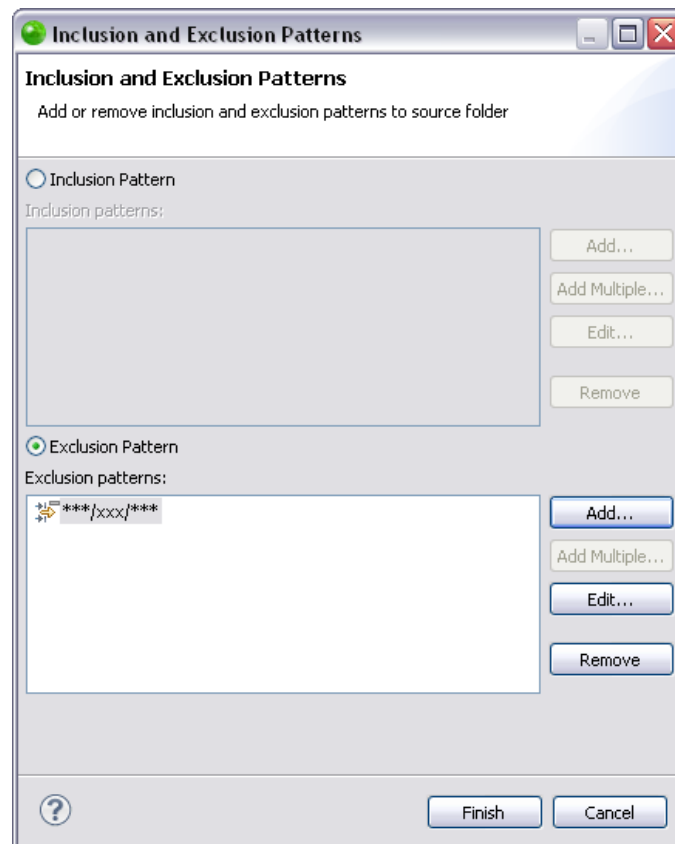 Inclusion and Exclusion Patterns
Inclusion and Exclusion Patterns
Add or remove inclusion and exclusion patterns to source folder
Inclusion Pattern
Inclusion patterns:
Add...
Add Multiple...
Edit...
Remove
Exclusion Pattern
Exclusion patterns:
***/xxx/***
Add...
Add Multiple...
Edit...
Remove
?
Finish
Cancel